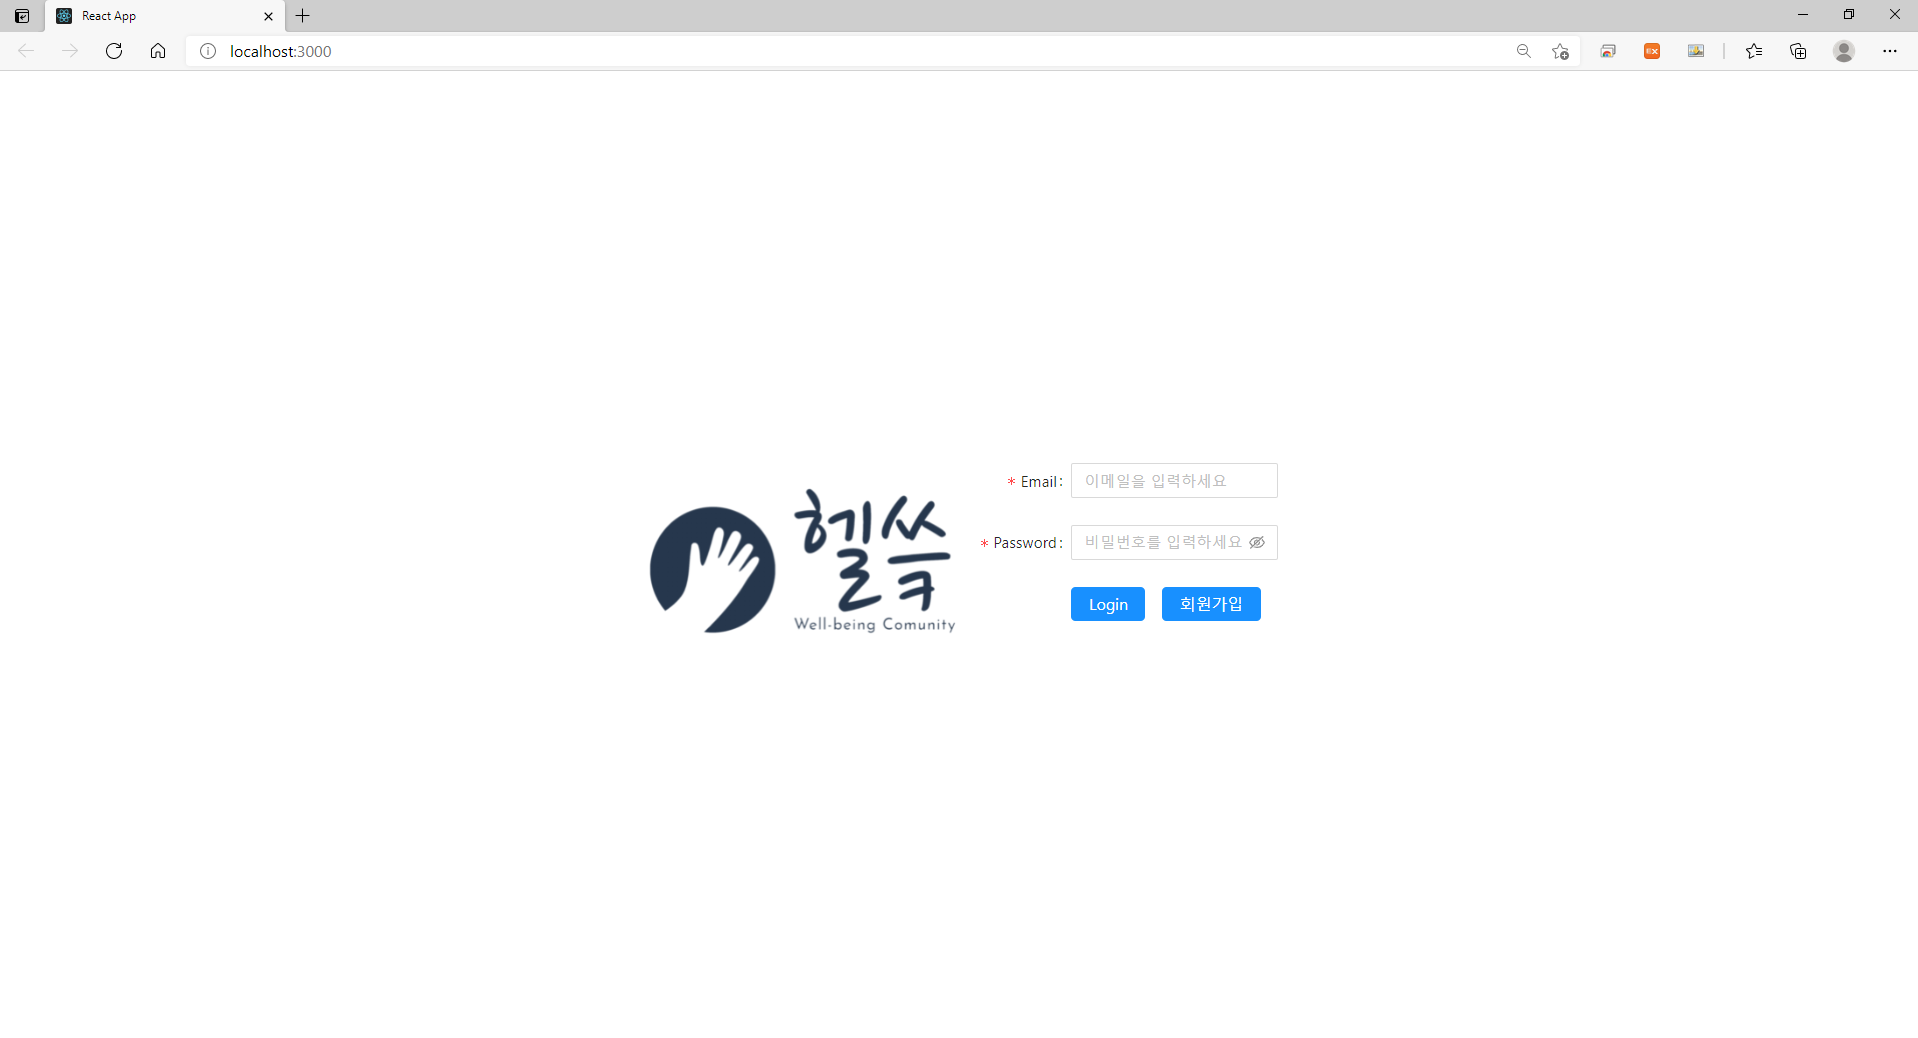 React App
localhost:3000
헬쓱
Well-being Comunity
* Email:
이메일을 입력하세요
* Password:
비밀번호를 입력하세요
Login
회원가입